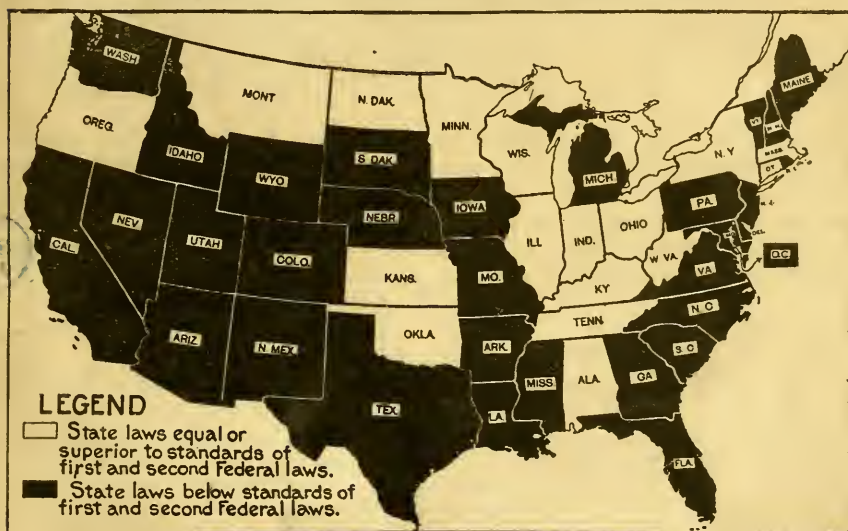 WASH.
MONT
N. DAK.
MINN.
MAINE
OREG.
IDAHO
S. DAK.
WIS.
VT.
N.H.
MASS.
N.Y
CT.
WYO
MICH.
IOWA
NEBR
PA.
N.J.
NEV
UTAH
ILL
IND.
OHIO
DEL.
W VA.
D.C.
CAL.
COLO.
KANS.
MO.
VA
KY
N. C
ARIZ.
N. MEX.
OKLA.
ARK.
TENN.
S. C
MISS
ALA.
GA
TEX.
LA.
FLA.
LEGEND
State laws equal or
superior to standards of
first and second Federal laws.
State laws below standards of
first and second Federal laws.